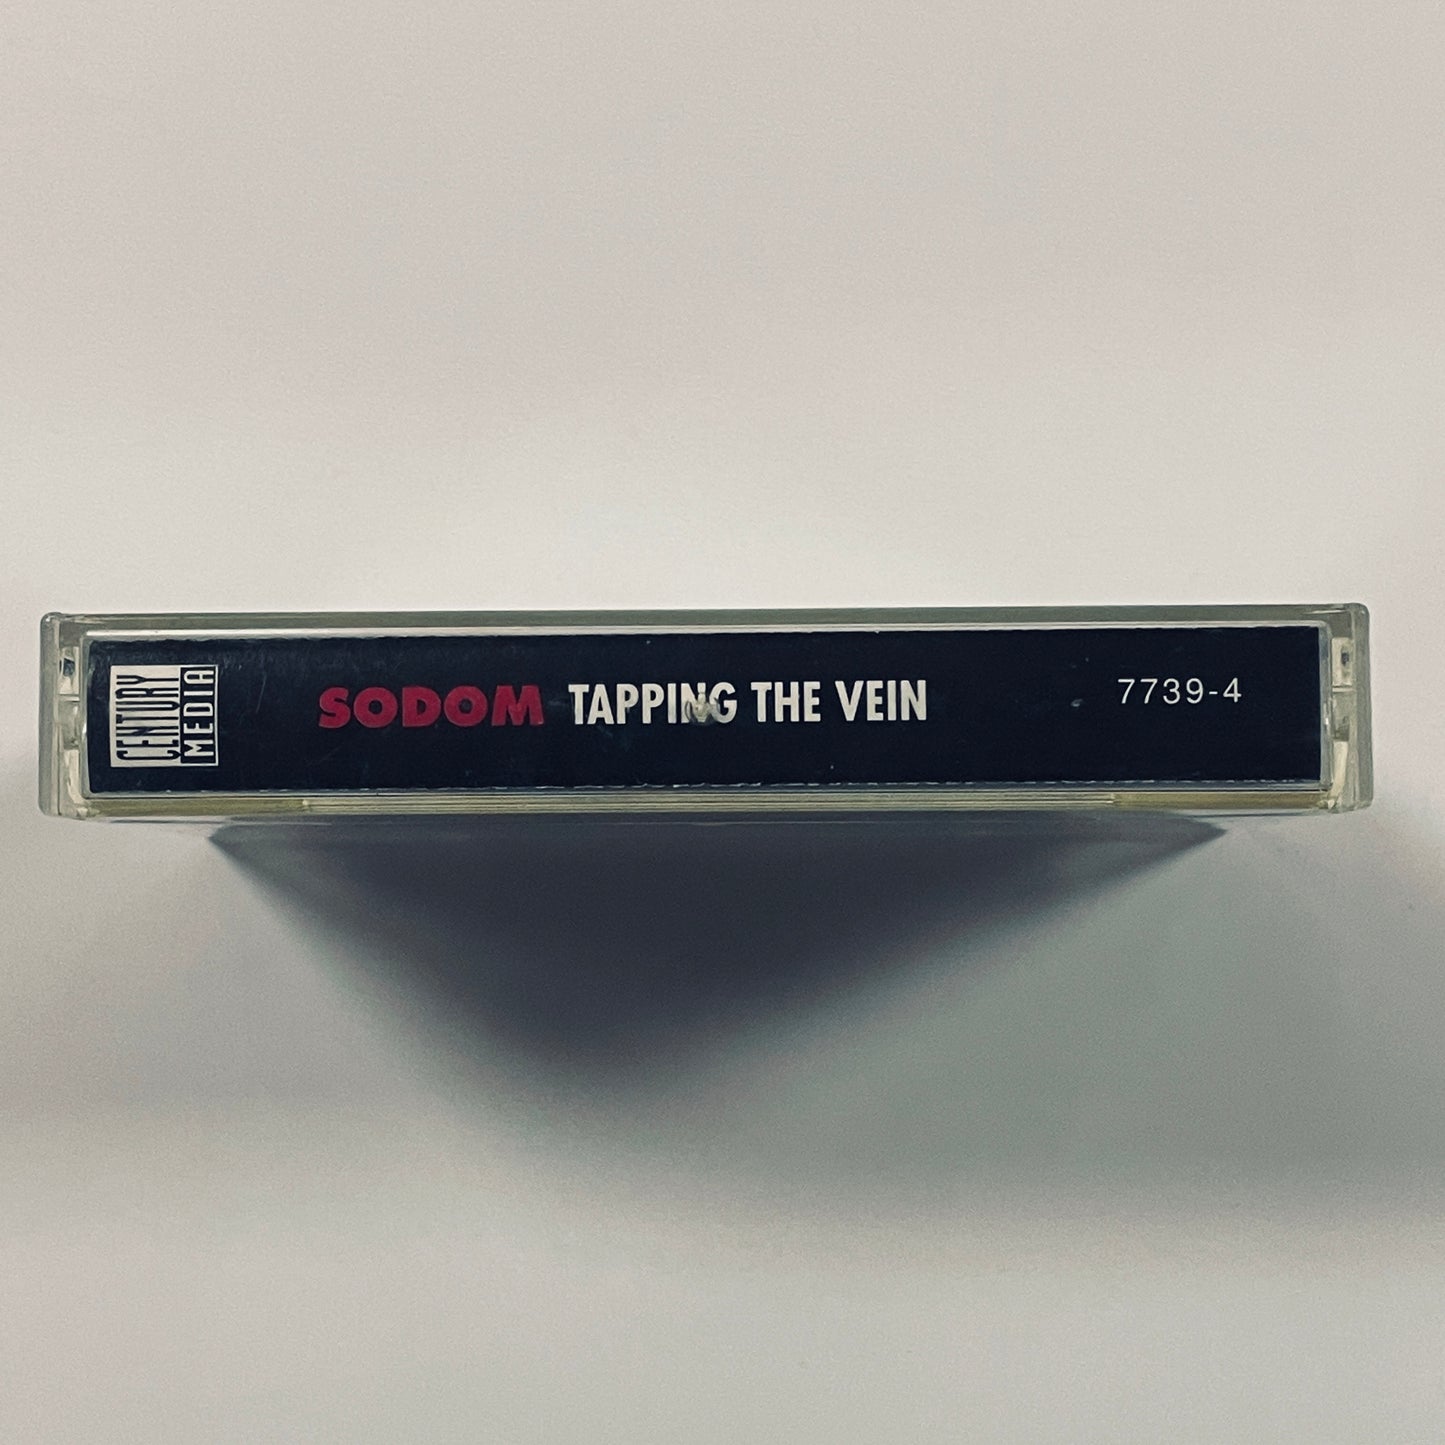 CENTURY
MEDIA
SODOM TAPPING THE VEIN
7739-4